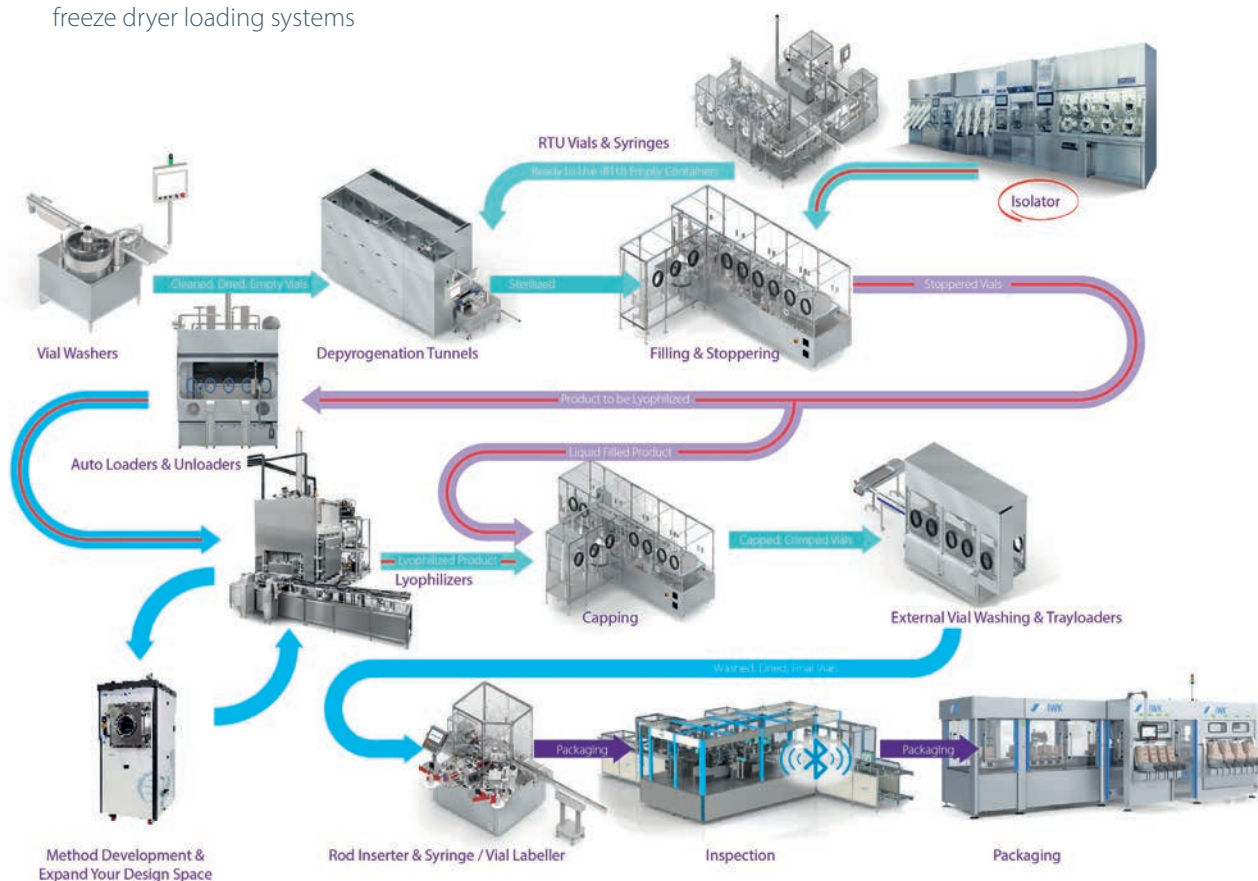 freeze dryer loading systems
RTU Vials & Syringes
Ready to Use (RTU) Empty Containers
Isolator
Cleaned, Dried, Empty Vials
Sterilized
Stoppered Vials
Vial Washers
Depyrogenation Tunnels
Filling & Stoppering
Product to be Lyophilized
Liquid Filled Product
Auto Loaders & Unloaders
Lyophilized Product
Capped, Crimped Vials
Lyophilizers
Capping
External Vial Washing & Trayloaders
Washed, Dried, Final Vials
IWK
IWK
IWK
Packaging
Packaging
Method Development &
Expand Your Design Space
Rod Inserter & Syringe / Vial Labeller
Inspection
Packaging